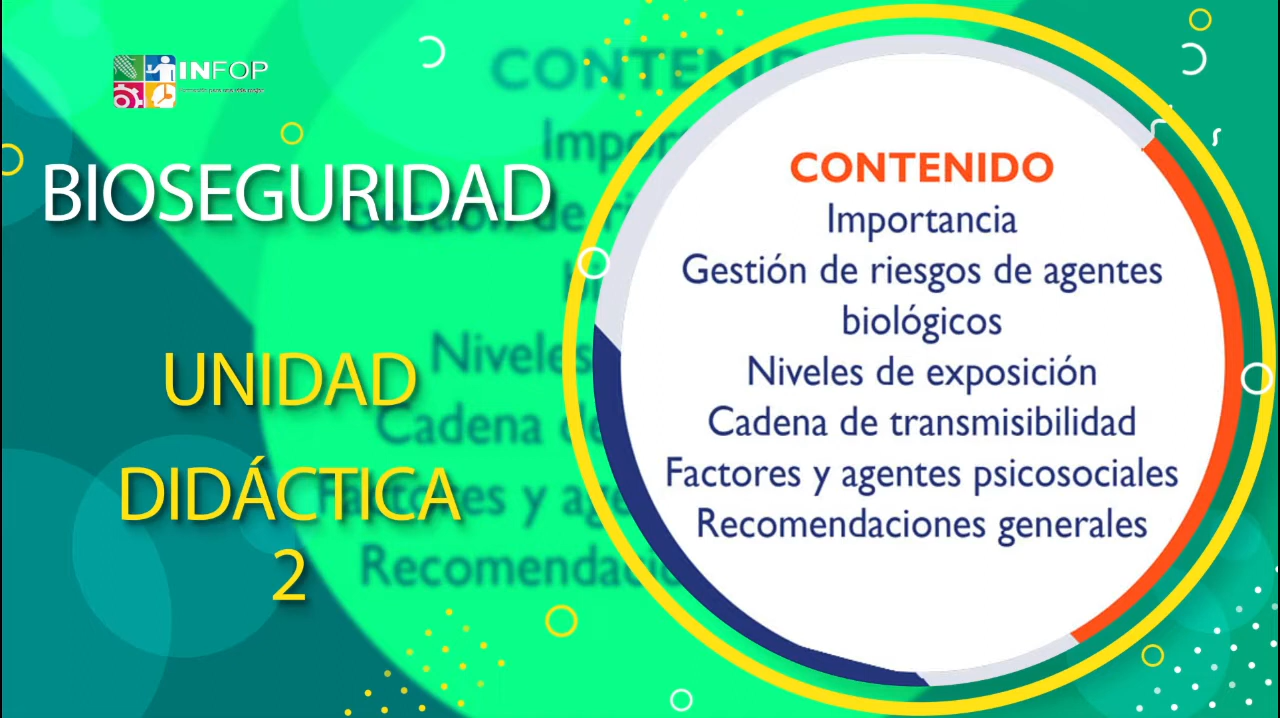 INFOP
BIOSEGURIDAD
UNIDAD
DIDÁCTICA
2
CONTENIDO
Importancia
Gestión de riesgos de agentes
biológicos
Niveles de exposición
Cadena de transmisibilidad
Factores y agentes psicosociales
Recomendaciones generales